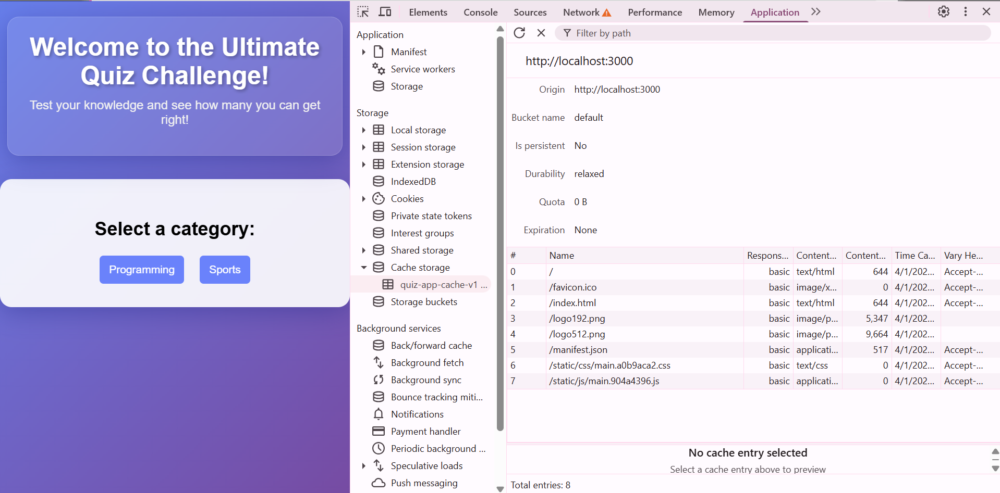 Welcome to the Ultimate
Quiz Challenge!
Test your knowledge and see how many you can get
right!
Select a category:
Programming Sports
Elements Console Sources Network Performance Memory Application
Application
Manifest
Service workers
Storage
Storage
Local storage
Session storage
Extension storage
IndexedDB
Cookies
Private state tokens
Interest groups
Shared storage
Cache storage
quiz-app-cache-v1 ...
Storage buckets
Background services
Back/forward cache
Background fetch
Background sync
Bounce tracking miti...
Notifications
Payment handler
Periodic background ...
Speculative loads
Push messaging
Filter by path
http://localhost:3000
Origin http://localhost:3000
Bucket name default
Is persistent No
Durability relaxed
Quota 0 B
Expiration None
# Name Respons... Content... Content... Time Ca... Vary He...
0 / basic text/html 644 4/1/202... Accept-...
1 /favicon.ico basic image/x... 0 4/1/202... Accept-...
2 /index.html basic text/html 644 4/1/202... Accept-...
3 /logo192.png basic image/p... 5,347 4/1/202...
4 /logo512.png basic image/p... 9,664 4/1/202...
5 /manifest.json basic applicati... 517 4/1/202... Accept-...
6 /static/css/main.a0b9aca2.css basic text/css 0 4/1/202... Accept-...
7 /static/js/main.904a4396.js basic applicati... 0 4/1/202... Accept-...
No cache entry selected
Select a cache entry above to preview
Total entries: 8